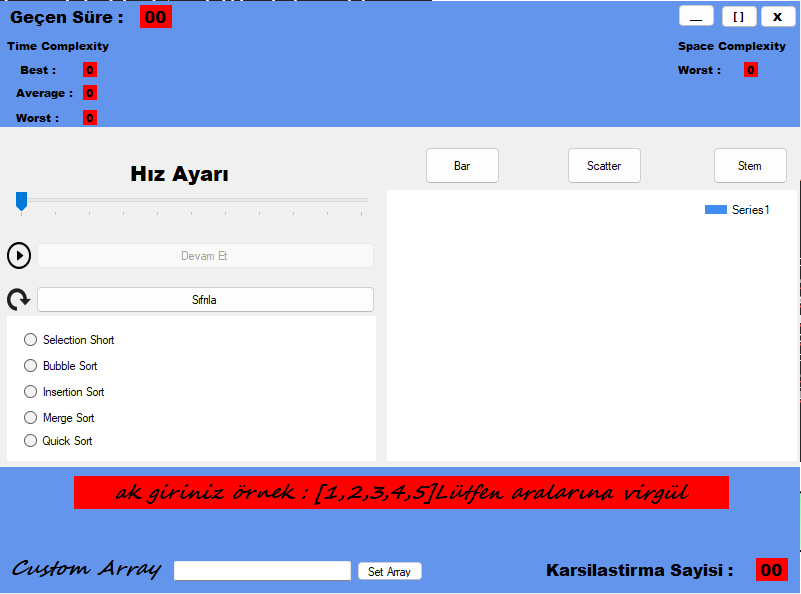 Geçen Süre : 00
__ [ ] x
Time Complexity
Space Complexity
Best : 0
Worst : 0
Average : 0
Worst : 0
Hız Ayarı
Bar Scatter Stem
Series1
Devam Et
Sıfırla
Selection Short
Bubble Sort
Insertion Sort
Merge Sort
Quick Sort
ak giriniz örnek : [1,2,3,4,5]Lütfen aralarına virgül
Custom Array
Set Array
Karsilastirma Sayisi : 00